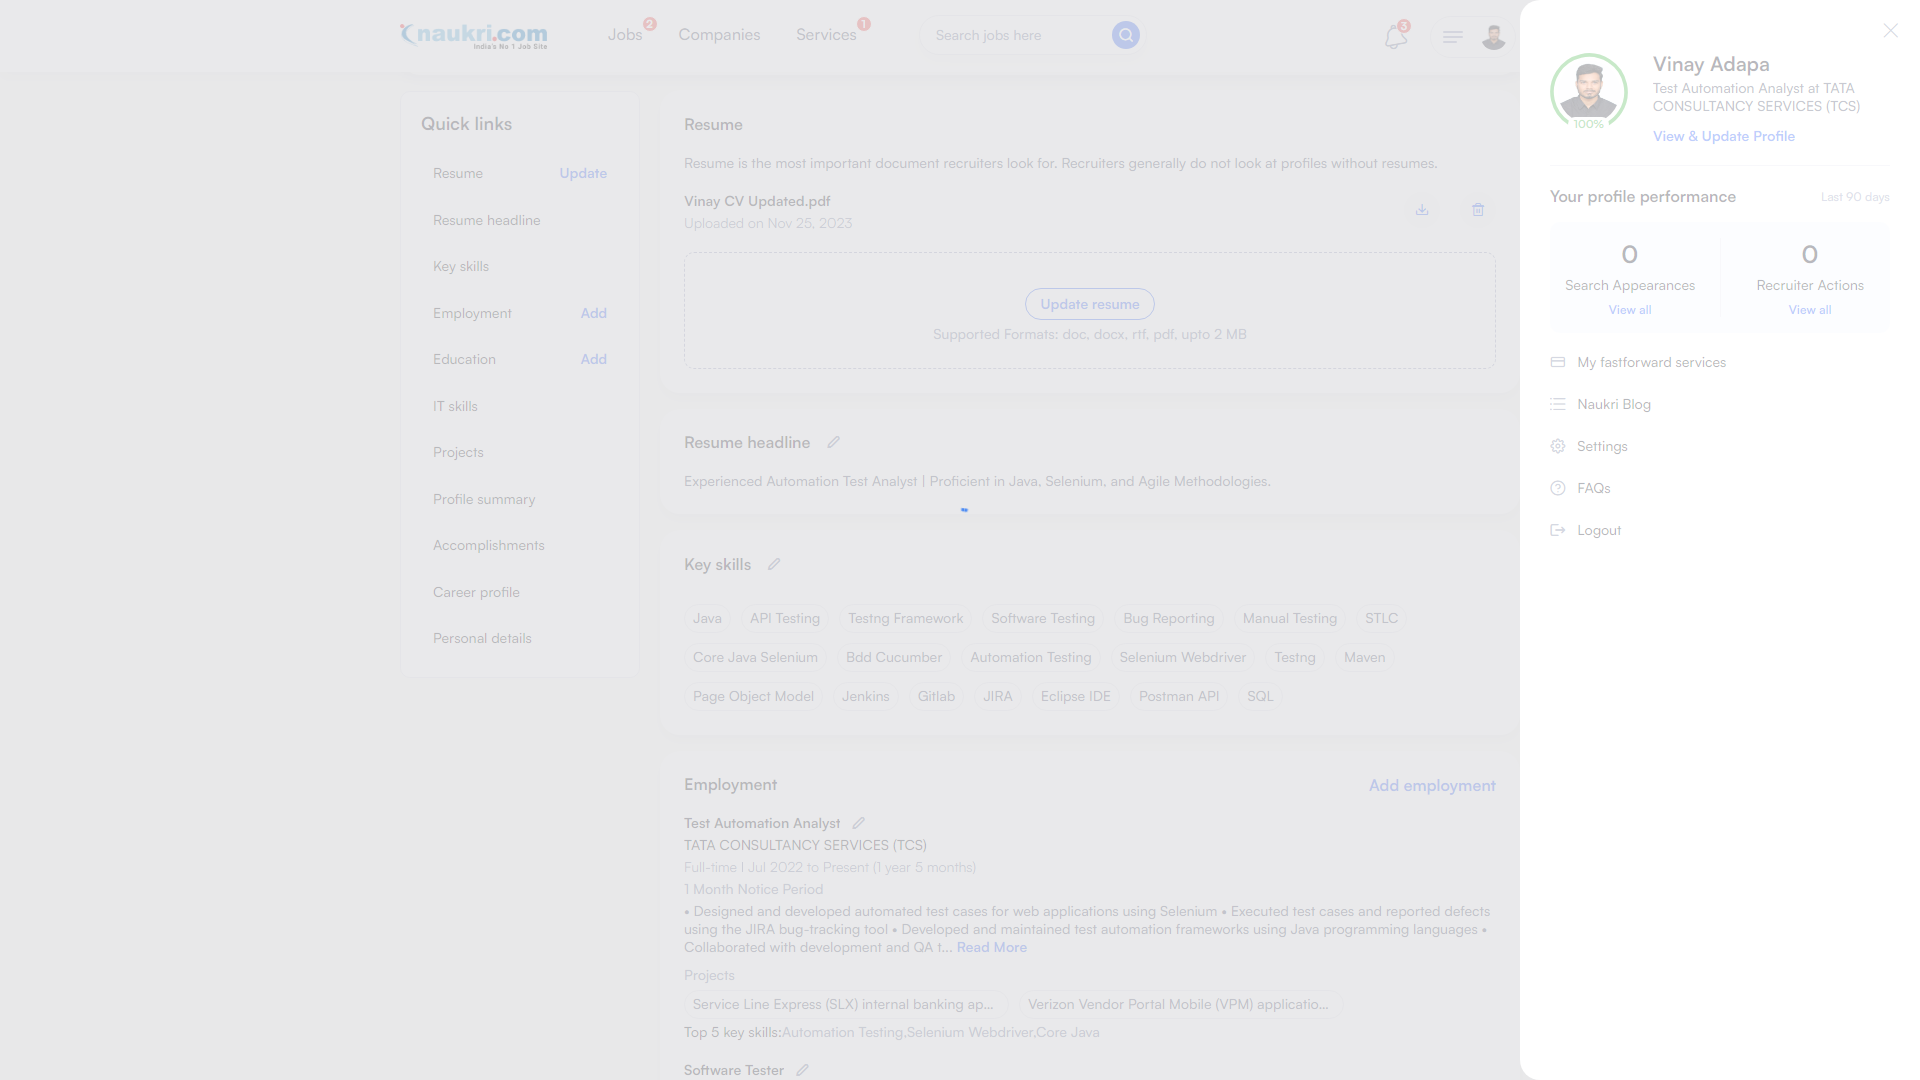 naukri.com
India's No 1 Job Site
Jobs
2
Companies
Services
1
Search jobs here
3
Quick links
Resume
Update
Resume headline
Key skills
Employment
Add
Education
Add
IT skills
Projects
Profile summary
Accomplishments
Career profile
Personal details
Resume
Resume is the most important document recruiters look for. Recruiters generally do not look at profiles without resumes.
Vinay CV Updated.pdf
Uploaded on Nov 25, 2023
Update resume
Supported Formats: doc, docx, rtf, pdf, upto 2 MB
Resume headline
Experienced Automation Test Analyst | Proficient in Java, Selenium, and Agile Methodologies.
Key skills
Java API Testing Testng Framework Software Testing Bug Reporting Manual Testing STLC
Core Java Selenium Bdd Cucumber Automation Testing Selenium Webdriver Testng Maven
Page Object Model Jenkins Gitlab JIRA Eclipse IDE Postman API SQL
Employment
Add employment
Test Automation Analyst
TATA CONSULTANCY SERVICES (TCS)
Full-time | Jul 2022 to Present (1 year 5 months)
1 Month Notice Period
• Designed and developed automated test cases for web applications using Selenium • Executed test cases and reported defects
using the JIRA bug-tracking tool • Developed and maintained test automation frameworks using Java programming languages •
Collaborated with development and QA t... Read More
Projects
Service Line Express (SLX) internal banking ap... Verizon Vendor Portal Mobile (VPM) applicatio...
Top 5 key skills:Automation Testing,Selenium Webdriver,Core Java
Software Tester
100%
Vinay Adapa
Test Automation Analyst at TATA
CONSULTANCY SERVICES (TCS)
View & Update Profile
Your profile performance
Last 90 days
0
Search Appearances
View all
0
Recruiter Actions
View all
My fastforward services
Naukri Blog
Settings
FAQs
Logout